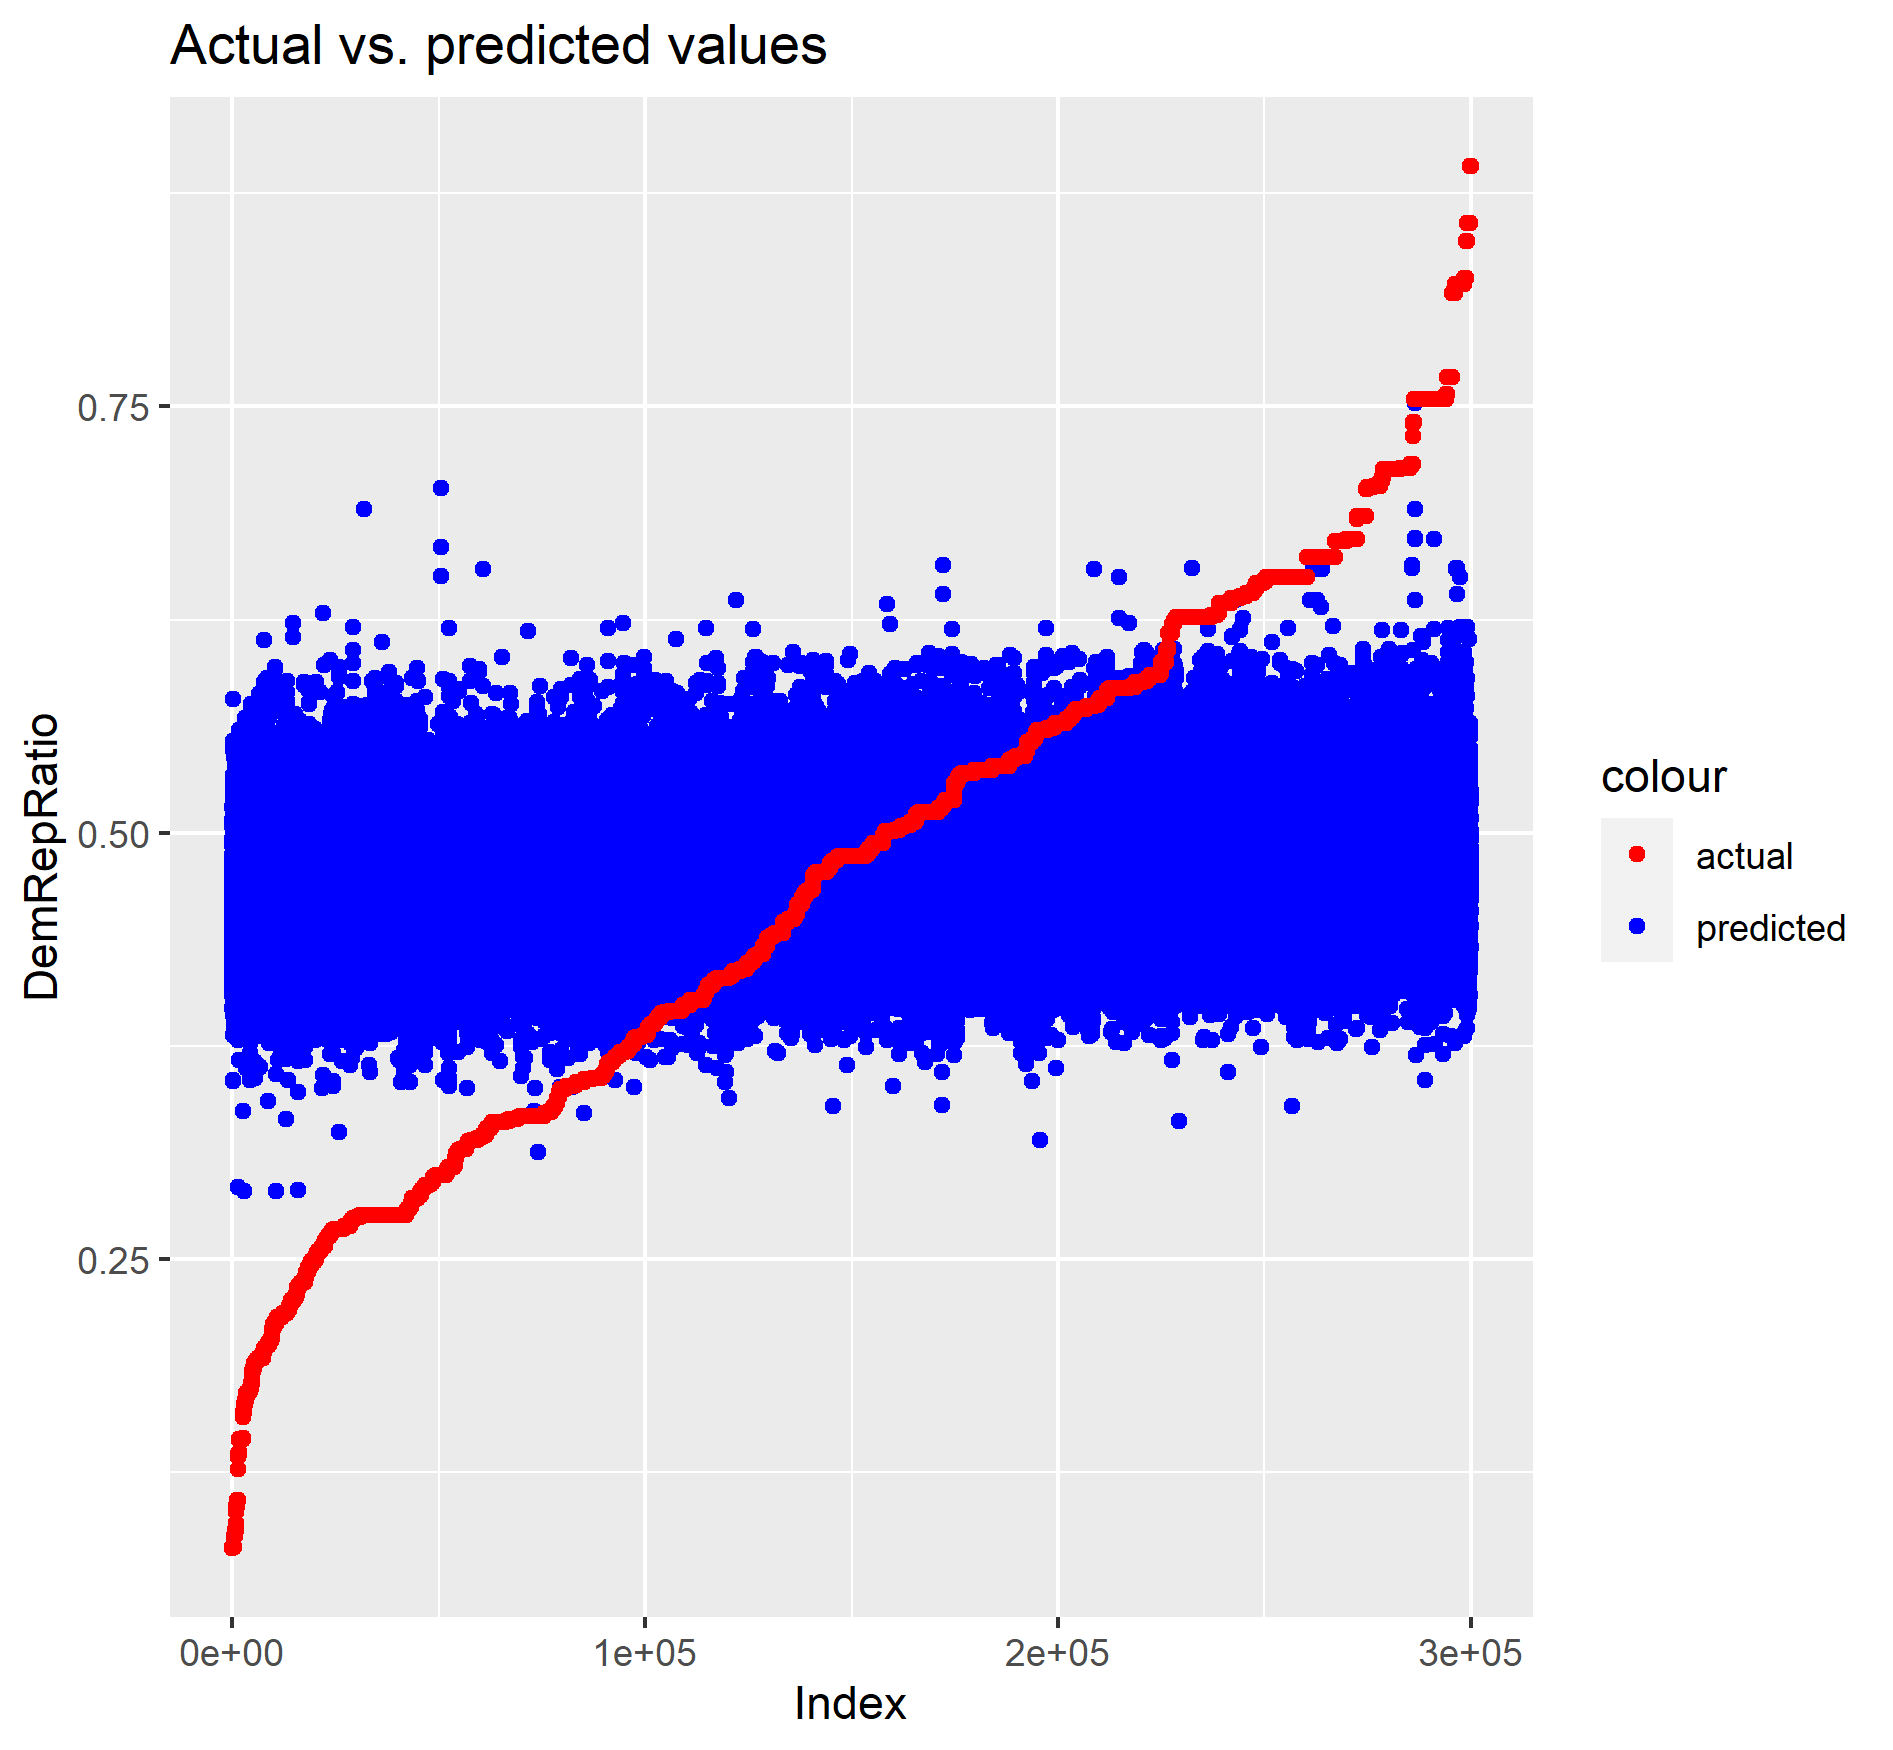 Actual vs. predicted values
DemRepRatio
0.75
0.50
0.25
0e+00
1e+05
2e+05
3e+05
Index
colour
actual
predicted